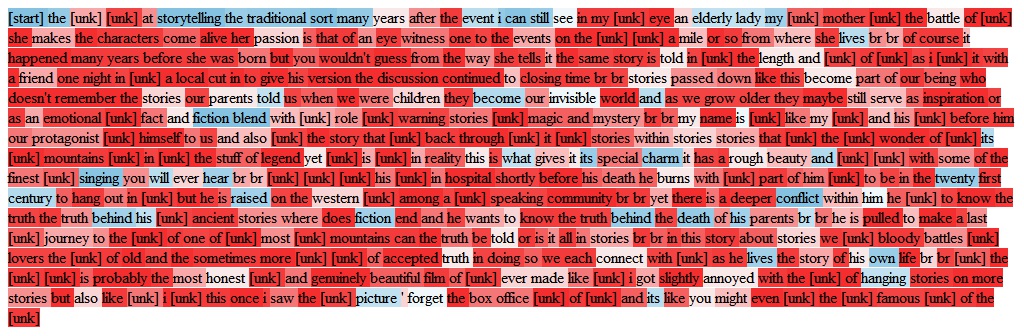 [start] the [unk] [unk] at storytelling the traditional sort many years after the event i can still see in my [unk] eye an elderly lady my [unk] mother [unk] the battle of [unk]
she makes the characters come alive her passion is that of an eye witness one to the events on the [unk] [unk] a mile or so from where she lives br br of course it
happened many years before she was born but you wouldn't guess from the way she tells it the same story is told in [unk] the length and [unk] of [unk] as i [unk] it with
a friend one night in [unk] a local cut in to give his version the discussion continued to closing time br br stories passed down like this become part of our being who
doesn't remember the stories our parents told us when we were children they become our invisible world and as we grow older they maybe still serve as inspiration or
as an emotional [unk] fact and fiction blend with [unk] role [unk] warning stories [unk] magic and mystery br br my name is [unk] like my [unk] and his [unk] before him
our protagonist [unk] himself to us and also [unk] the story that [unk] back through [unk] it [unk] stories within stories stories that [unk] the [unk] wonder of [unk] its
[unk] mountains [unk] in [unk] the stuff of legend yet [unk] is [unk] in reality this is what gives it its special charm it has a rough beauty and [unk] [unk] with some of the
finest [unk] singing you will ever hear br br [unk] [unk] [unk] his [unk] in hospital shortly before his death he burns with [unk] part of him [unk] to be in the twenty first
century to hang out in [unk] but he is raised on the western [unk] among a [unk] speaking community br br yet there is a deeper conflict within him he [unk] to know the
truth the truth behind his [unk] ancient stories where does fiction end and he wants to know the truth behind the death of his parents br br he is pulled to make a last
[unk] journey to the [unk] of one of [unk] most [unk] mountains can the truth be told or is it all in stories br br in this story about stories we [unk] bloody battles [unk]
lovers the [unk] of old and the sometimes more [unk] [unk] of accepted truth in doing so we each connect with [unk] as he lives the story of his own life br br [unk] the
[unk] [unk] is probably the most honest [unk] and genuinely beautiful film of [unk] ever made like [unk] i got slightly annoyed with the [unk] of hanging stories on more
stories but also like [unk] i [unk] this once i saw the [unk] picture ' forget the box office [unk] of [unk] and its like you might even [unk] the [unk] famous [unk] of the
[unk]